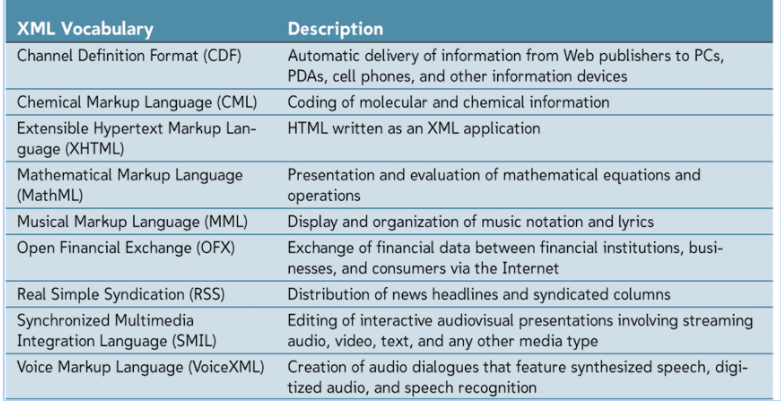 XML Vocabulary Description
Channel Definition Format (CDF) Automatic delivery of information from Web publishers to PCs,
PDAs, cell phones, and other information devices
Chemical Markup Language (CML) Coding of molecular and chemical information
Extensible Hypertext Markup Lan- HTML written as an XML application
guage (XHTML)
Mathematical Markup Language Presentation and evaluation of mathematical equations and
(MathML) operations
Musical Markup Language (MML) Display and organization of music notation and lyrics
Open Financial Exchange (OFX) Exchange of financial data between financial institutions, busi-
nesses, and consumers via the Internet
Real Simple Syndication (RSS) Distribution of news headlines and syndicated columns
Synchronized Multimedia Editing of interactive audiovisual presentations involving streaming
Integration Language (SMIL) audio, video, text, and any other media type
Voice Markup Language (VoiceXML) Creation of audio dialogues that feature synthesized speech, digi-
tized audio, and speech recognition